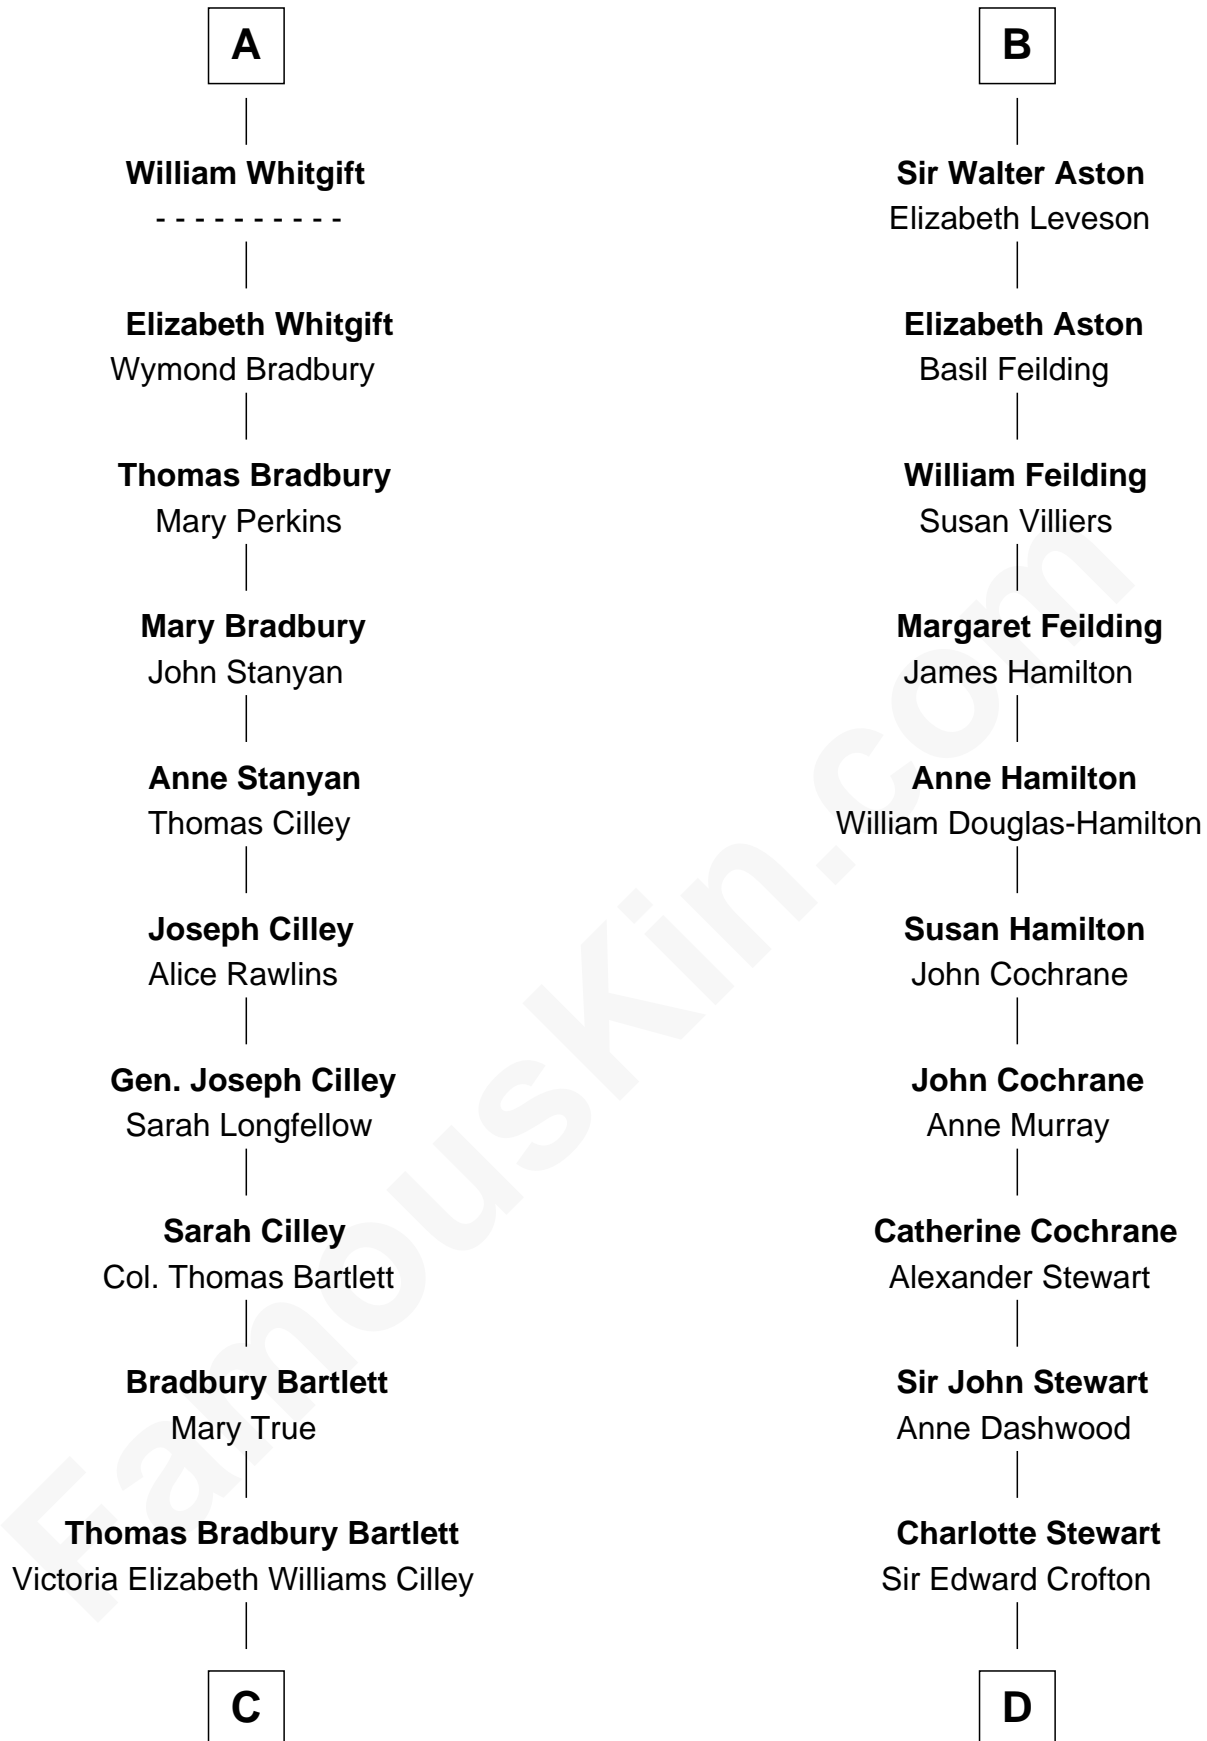 A
William Whitgift
- - - - - - - - - -
Elizabeth Whitgift
Wymond Bradbury
Thomas Bradbury
Mary Perkins
Mary Bradbury
John Stanyan
Anne Stanyan
Thomas Cilley
Joseph Cilley
Alice Rawlins
Gen. Joseph Cilley
Sarah Longfellow
Sarah Cilley
Col. Thomas Bartlett
Bradbury Bartlett
Mary True
Thomas Bradbury Bartlett
Victoria Elizabeth Williams Cilley
C
B
Sir Walter Aston
Elizabeth Leveson
Elizabeth Aston
Basil Feilding
William Feilding
Susan Villiers
Margaret Feilding
James Hamilton
Anne Hamilton
William Douglas-Hamilton
Susan Hamilton
John Cochrane
John Cochrane
Anne Murray
Catherine Cochrane
Alexander Stewart
Sir John Stewart
Anne Dashwood
Charlotte Stewart
Sir Edward Crofton
D
FamousKin.com